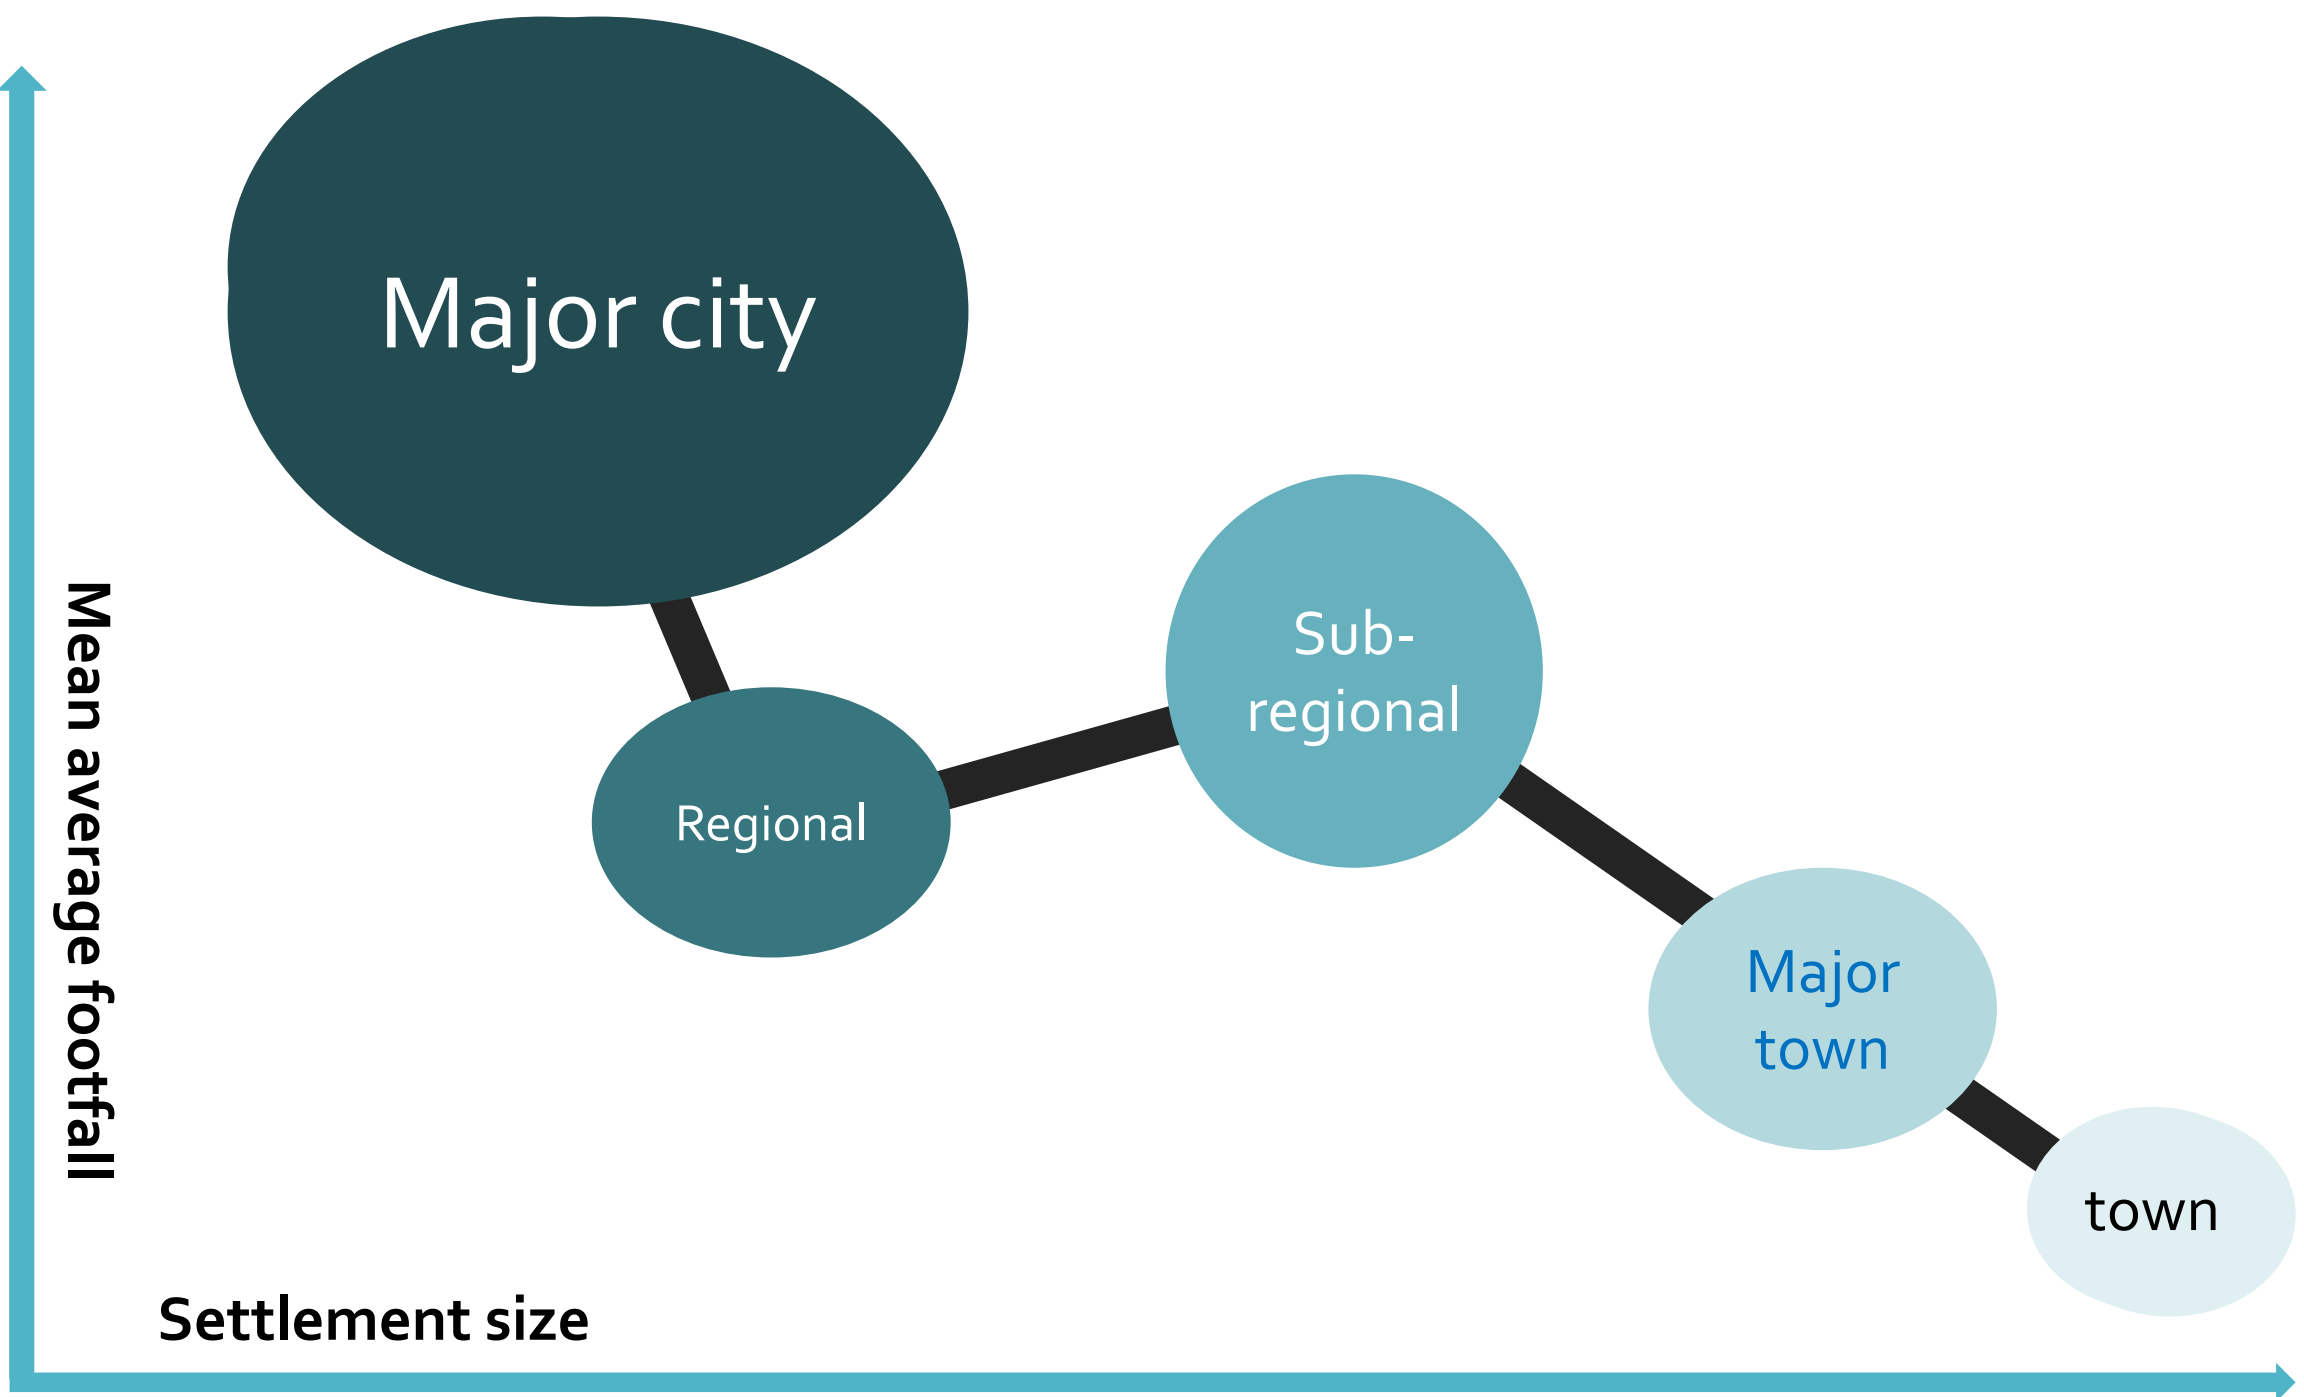 Major city
Sub-
regional
Regional
Major
town
town
Mean average footfall
Settlement size